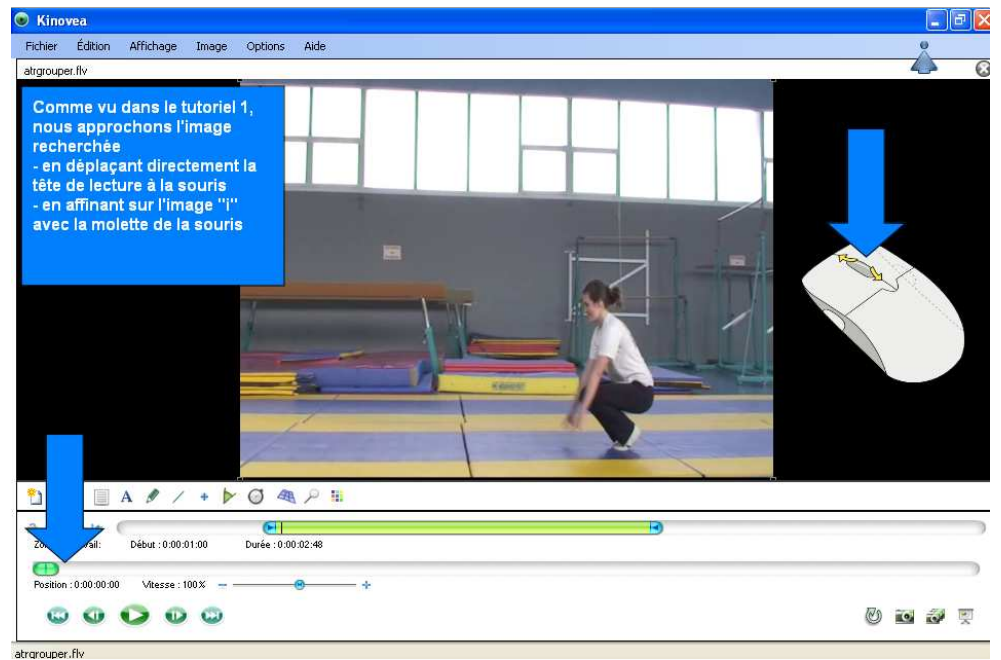 Kinovea
Fichier Édition Affichage Image Options Aide
atrgrouper.flv
Comme vu dans le tutoriel 1,
nous approchons l'image
recherchée
- en déplaçant directement la
tête de lecture à la souris
- en affinant sur l'image "i"
avec la molette de la souris
A
Début : 0:00:01:00 Durée : 0:00:02:48
Position : 0:00:00:00 Vitesse : 100%
atrgrouper.flv